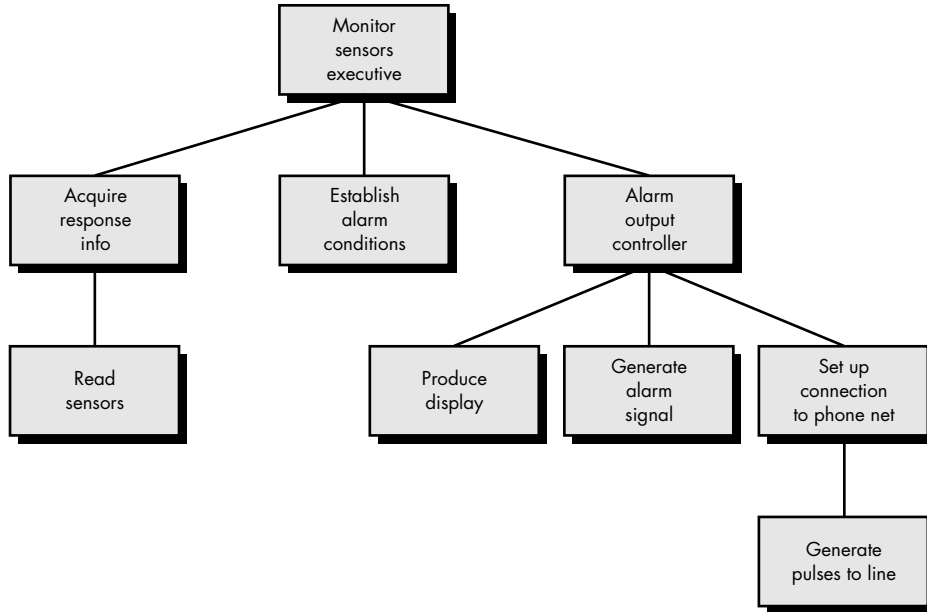 Monitor
sensors
executive
Acquire
response
info
Establish
alarm
conditions
Alarm
output
controller
Read
sensors
Produce
display
Generate
alarm
signal
Set up
connection
to phone net
Generate
pulses to line